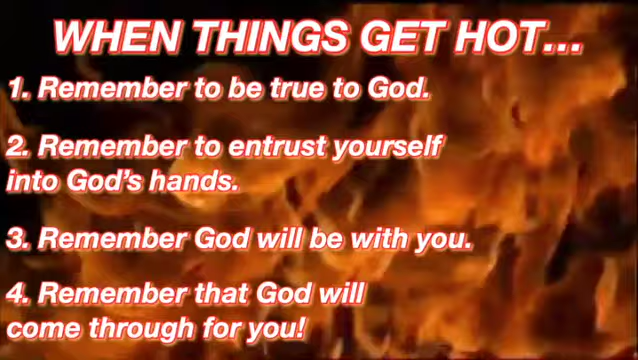 WHEN THINGS GET HOT...
1. Remember to be true to God.
2. Remember to entrust yourself
into God's hands.
3. Remember God will be with you.
4. Remember that God will
come through for you!